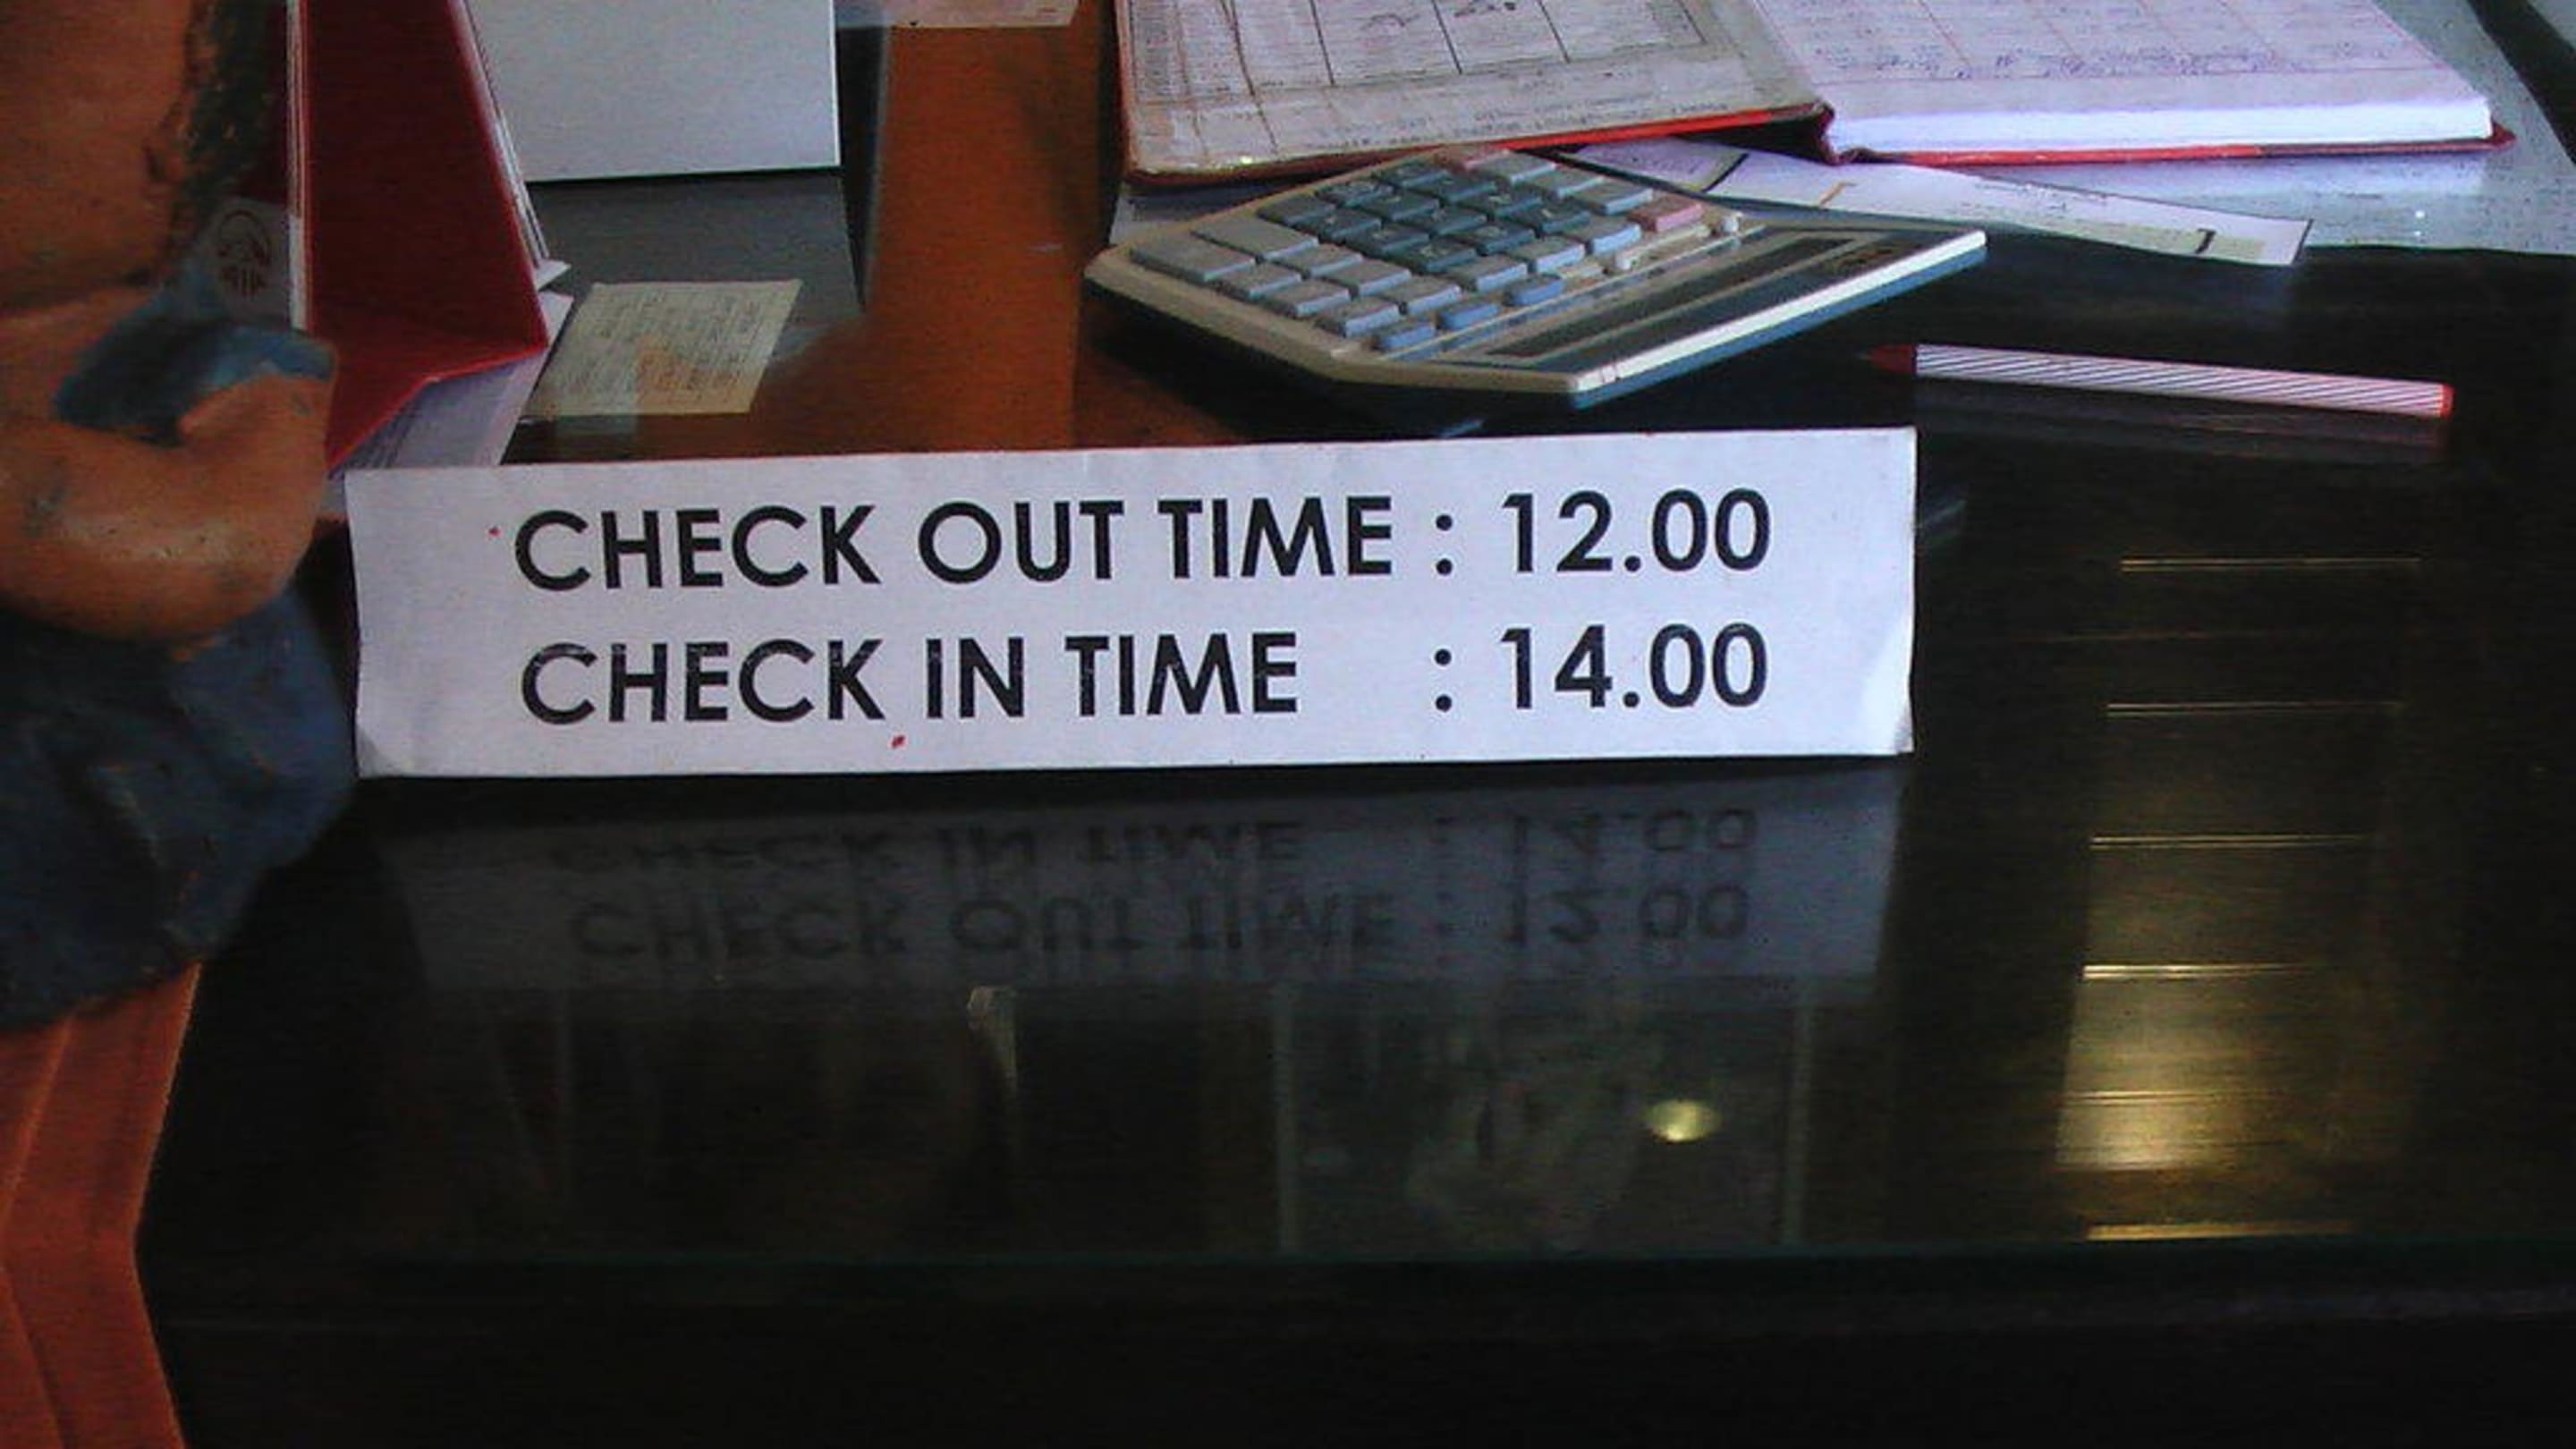 CHECK OUT TIME : 12.00
CHECK IN TIME : 14.00